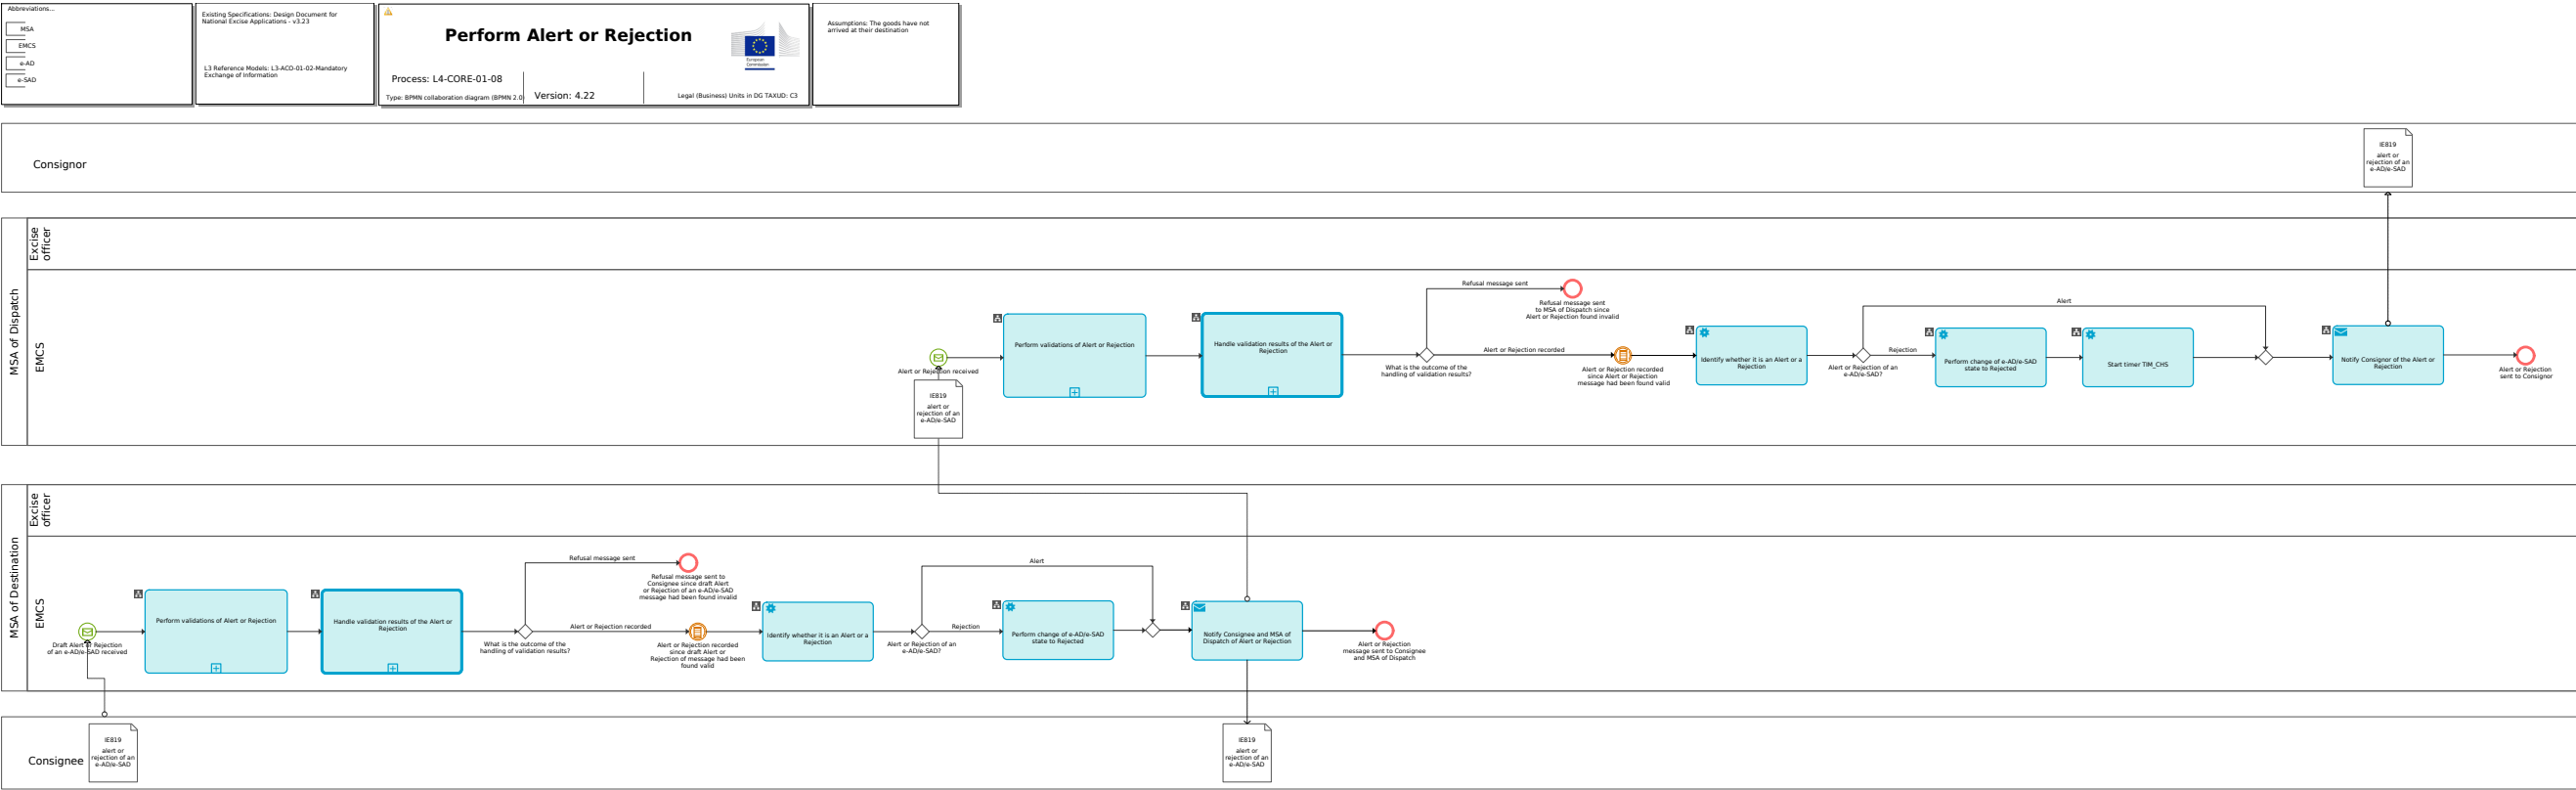 Abbreviations...
MSA
EMCS
e-AD
e-SAD
Existing Specifications: Design Document for
National Excise Applications - v3.23
L3 Reference Models: L3-ACO-01-02-Mandatory
Exchange of Information
Perform Alert or Rejection
European
Commission
Process: L4-CORE-01-08
Type: BPMN collaboration diagram (BPMN 2.0)
Version: 4.22
Legal (Business) Units in DG TAXUD: C3
Assumptions: The goods have not
arrived at their destination
Consignor
IE819
alert or
rejection of an
e-AD/e-SAD
MSA of Dispatch
Excise
officer
EMCS
Alert or Rejection received
IE819
alert or
rejection of an
e-AD/e-SAD
Perform validations of Alert or Rejection
Handle validation results of the Alert or
Rejection
What is the outcome of the
handling of validation results?
Refusal message sent
Refusal message sent
to MSA of Dispatch since
Alert or Rejection found invalid
Alert or Rejection recorded
Alert or Rejection recorded
since Alert or Rejection
message had been found valid
Identify whether it is an Alert or a
Rejection
Alert or Rejection of an
e-AD/e-SAD?
Alert
Rejection
Perform change of e-AD/e-SAD
state to Rejected
Start timer TIM_CHS
Notify Consignor of the Alert or
Rejection
Alert or Rejection
sent to Consignor
MSA of Destination
Excise
officer
EMCS
Draft Alert or Rejection
of an e-AD/e-SAD received
Perform validations of Alert or Rejection
Handle validation results of the Alert or
Rejection
What is the outcome of the
handling of validation results?
Refusal message sent
Refusal message sent to
Consignee since draft Alert
or Rejection of an e-AD/e-SAD
message had been found invalid
Alert or Rejection recorded
Alert or Rejection recorded
since draft Alert or
Rejection of message had been
found valid
Identify whether it is an Alert or a
Rejection
Alert or Rejection of an
e-AD/e-SAD?
Alert
Rejection
Perform change of e-AD/e-SAD
state to Rejected
Notify Consignee and MSA of
Dispatch of Alert or Rejection
Alert or Rejection
message sent to Consignee
and MSA of Dispatch
Consignee
IE819
alert or
rejection of an
e-AD/e-SAD
IE819
alert or
rejection of an
e-AD/e-SAD